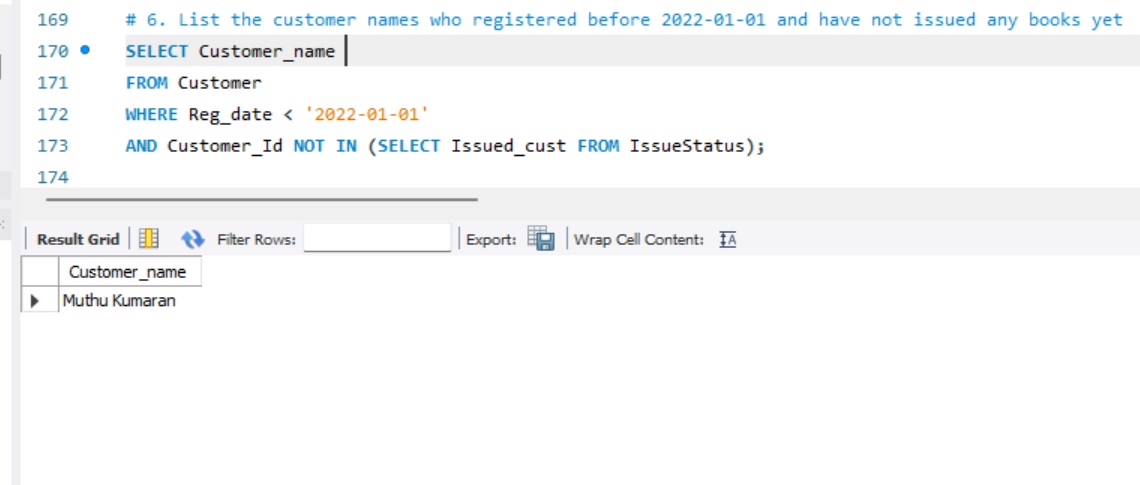 169 # 6. List the customer names who registered before 2022-01-01 and have not issued any books yet
170 SELECT Customer_name
171 FROM Customer
172 WHERE Reg_date < '2022-01-01'
173 AND Customer_Id NOT IN (SELECT Issued_cust FROM IssueStatus);
174
Result Grid Filter Rows: Export: Wrap Cell Content: IA
Customer_name
Muthu Kumaran